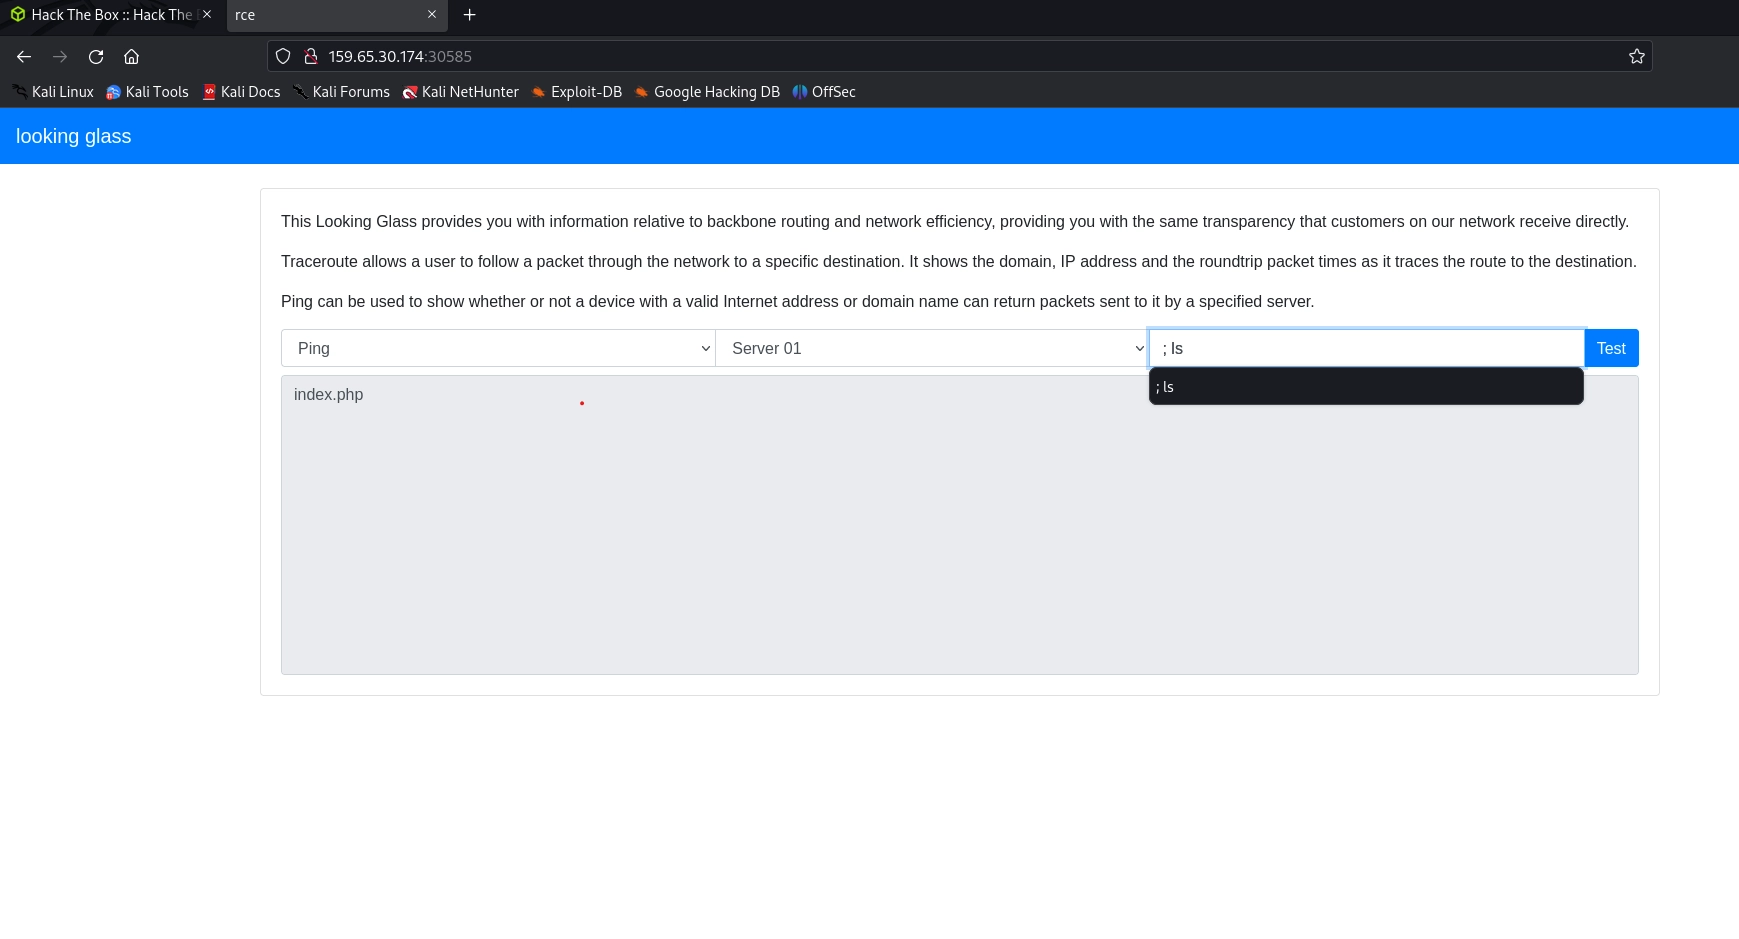 Hack The Box :: Hack The
rce
159.65.30.174:30585
Kali Linux Kali Tools Kali Docs Kali Forums Kali NetHunter Exploit-DB Google Hacking DB OffSec
looking glass
This Looking Glass provides you with information relative to backbone routing and network efficiency, providing you with the same transparency that customers on our network receive directly.
Traceroute allows a user to follow a packet through the network to a specific destination. It shows the domain, IP address and the roundtrip packet times as it traces the route to the destination.
Ping can be used to show whether or not a device with a valid Internet address or domain name can return packets sent to it by a specified server.
Ping Server 01 ; ls Test
; ls
index.php